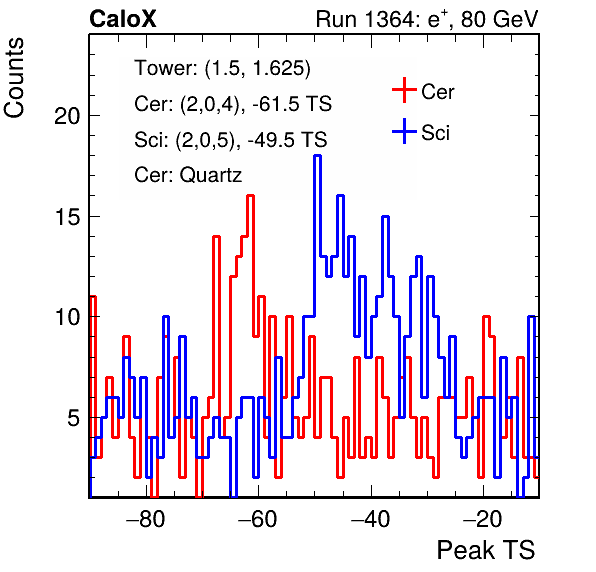 CaloX Run 1364: e+, 80 GeV
Counts
Tower: (1.5, 1.625)
Cer: (2,0,4), -61.5 TS
Sci: (2,0,5), -49.5 TS
Cer: Quartz
Cer
Sci
20
15
10
5
−80 −60 −40 −20
Peak TS